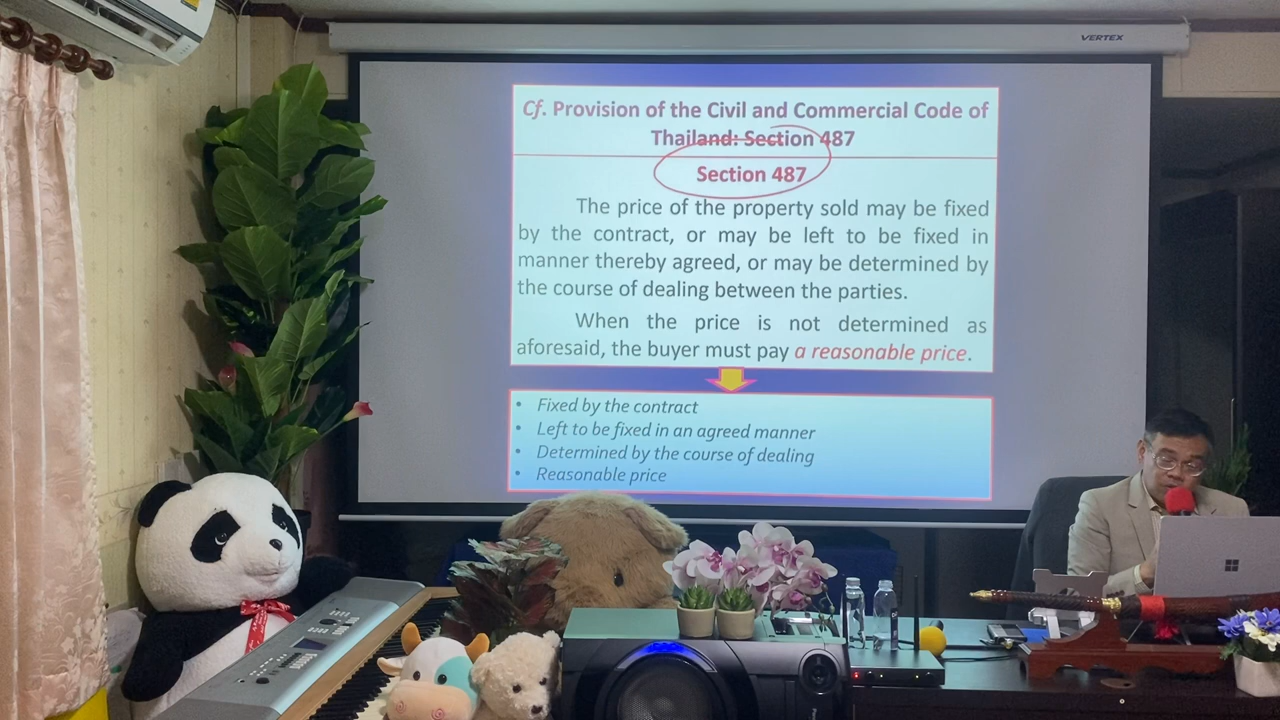 VERTEX
Cf. Provision of the Civil and Commercial Code of
Thailand: Section 487
Section 487
The price of the property sold may be fixed
by the contract, or may be left to be fixed in
manner thereby agreed, or may be determined by
the course of dealing between the parties.
When the price is not determined as
aforesaid, the buyer must pay a reasonable price.
• Fixed by the contract
• Left to be fixed in an agreed manner
• Determined by the course of dealing
• Reasonable price